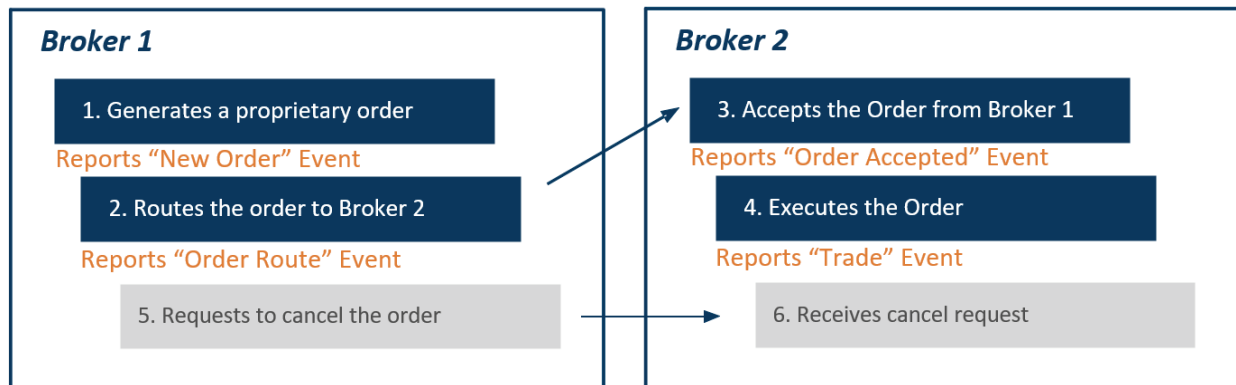 Broker 1
1. Generates a proprietary order
Reports “New Order” Event
2. Routes the order to Broker 2
Reports “Order Route” Event
5. Requests to cancel the order
Broker 2
3. Accepts the Order from Broker 1
Reports “Order Accepted” Event
4. Executes the Order
Reports “Trade” Event
6. Receives cancel request